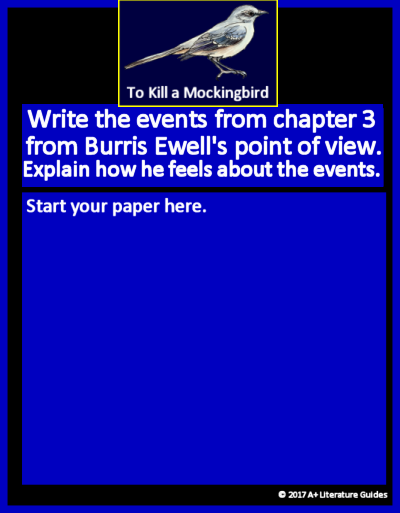 To Kill a Mockingbird
Write the events from chapter 3
from Burris Ewell's point of view.
Explain how he feels about the events.
Start your paper here.
© 2017 A+ Literature Guides